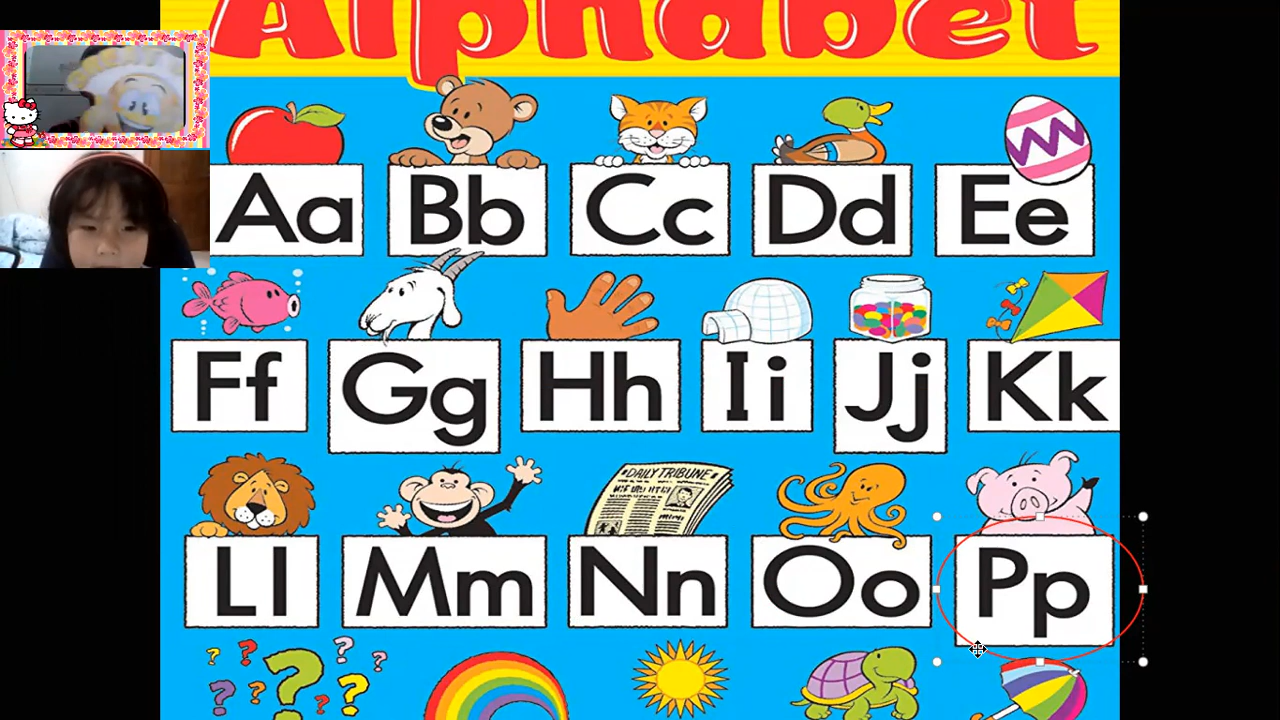 Alphabet
Aa Bb Cc Dd Ee
Ff Gg Hh Ii Jj Kk
DAILY TRIBUNE
Ll Mm Nn Oo Pp
? ? ? ? ? ? ? ? ?